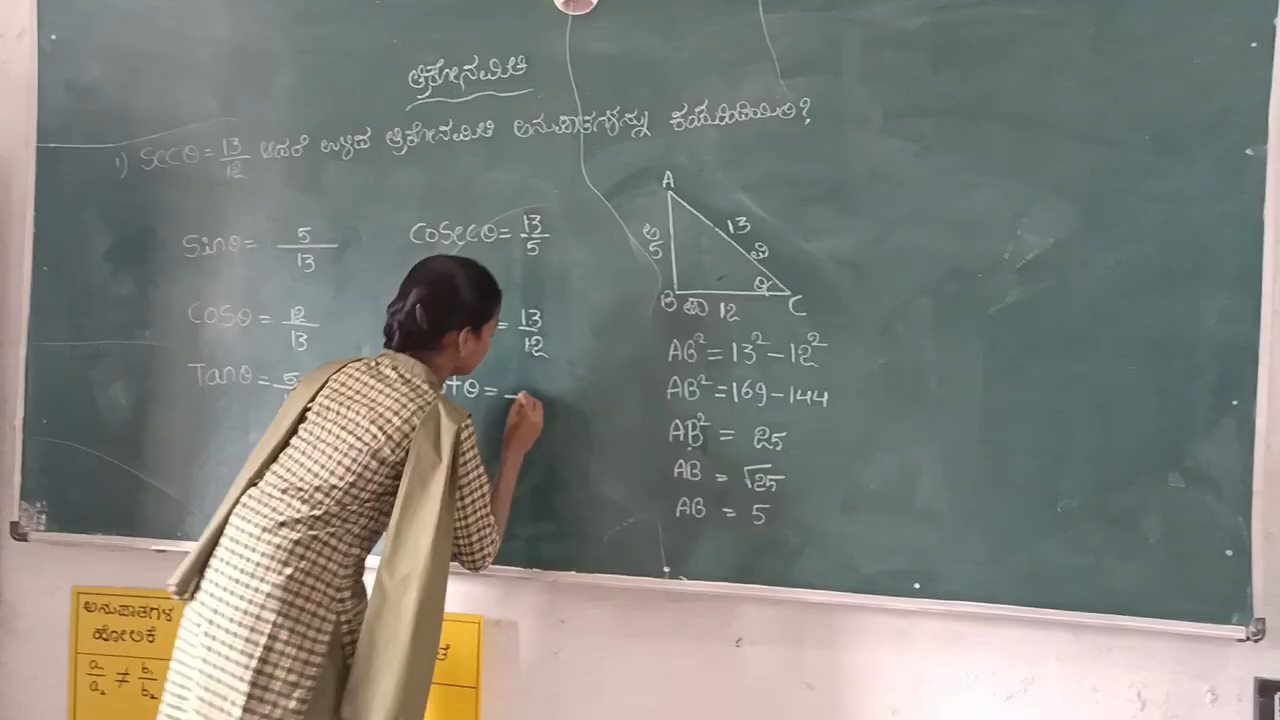 ತ್ರಿಕೋನಮಿತಿ
1) Secθ = 13/12 ಆದರೆ ಉಳಿದ ತ್ರಿಕೋನಮಿತಿ ಅನುಪಾತಗಳನ್ನು ಕಂಡುಹಿಡಿಯಿರಿ?
Sinθ = 5/13
Cosecθ = 13/5
Cosθ = 12/13
= 13/12
Tanθ = 5
tθ =
A
13
5
θ
B
12
C
AB² = 13² - 12²
AB² = 169 - 144
AB² = 25
AB = √25
AB = 5
ಅನುಪಾತಗಳ
ಹೋಲಿಕೆ
a₁/a₂ ≠ b₁/b₂